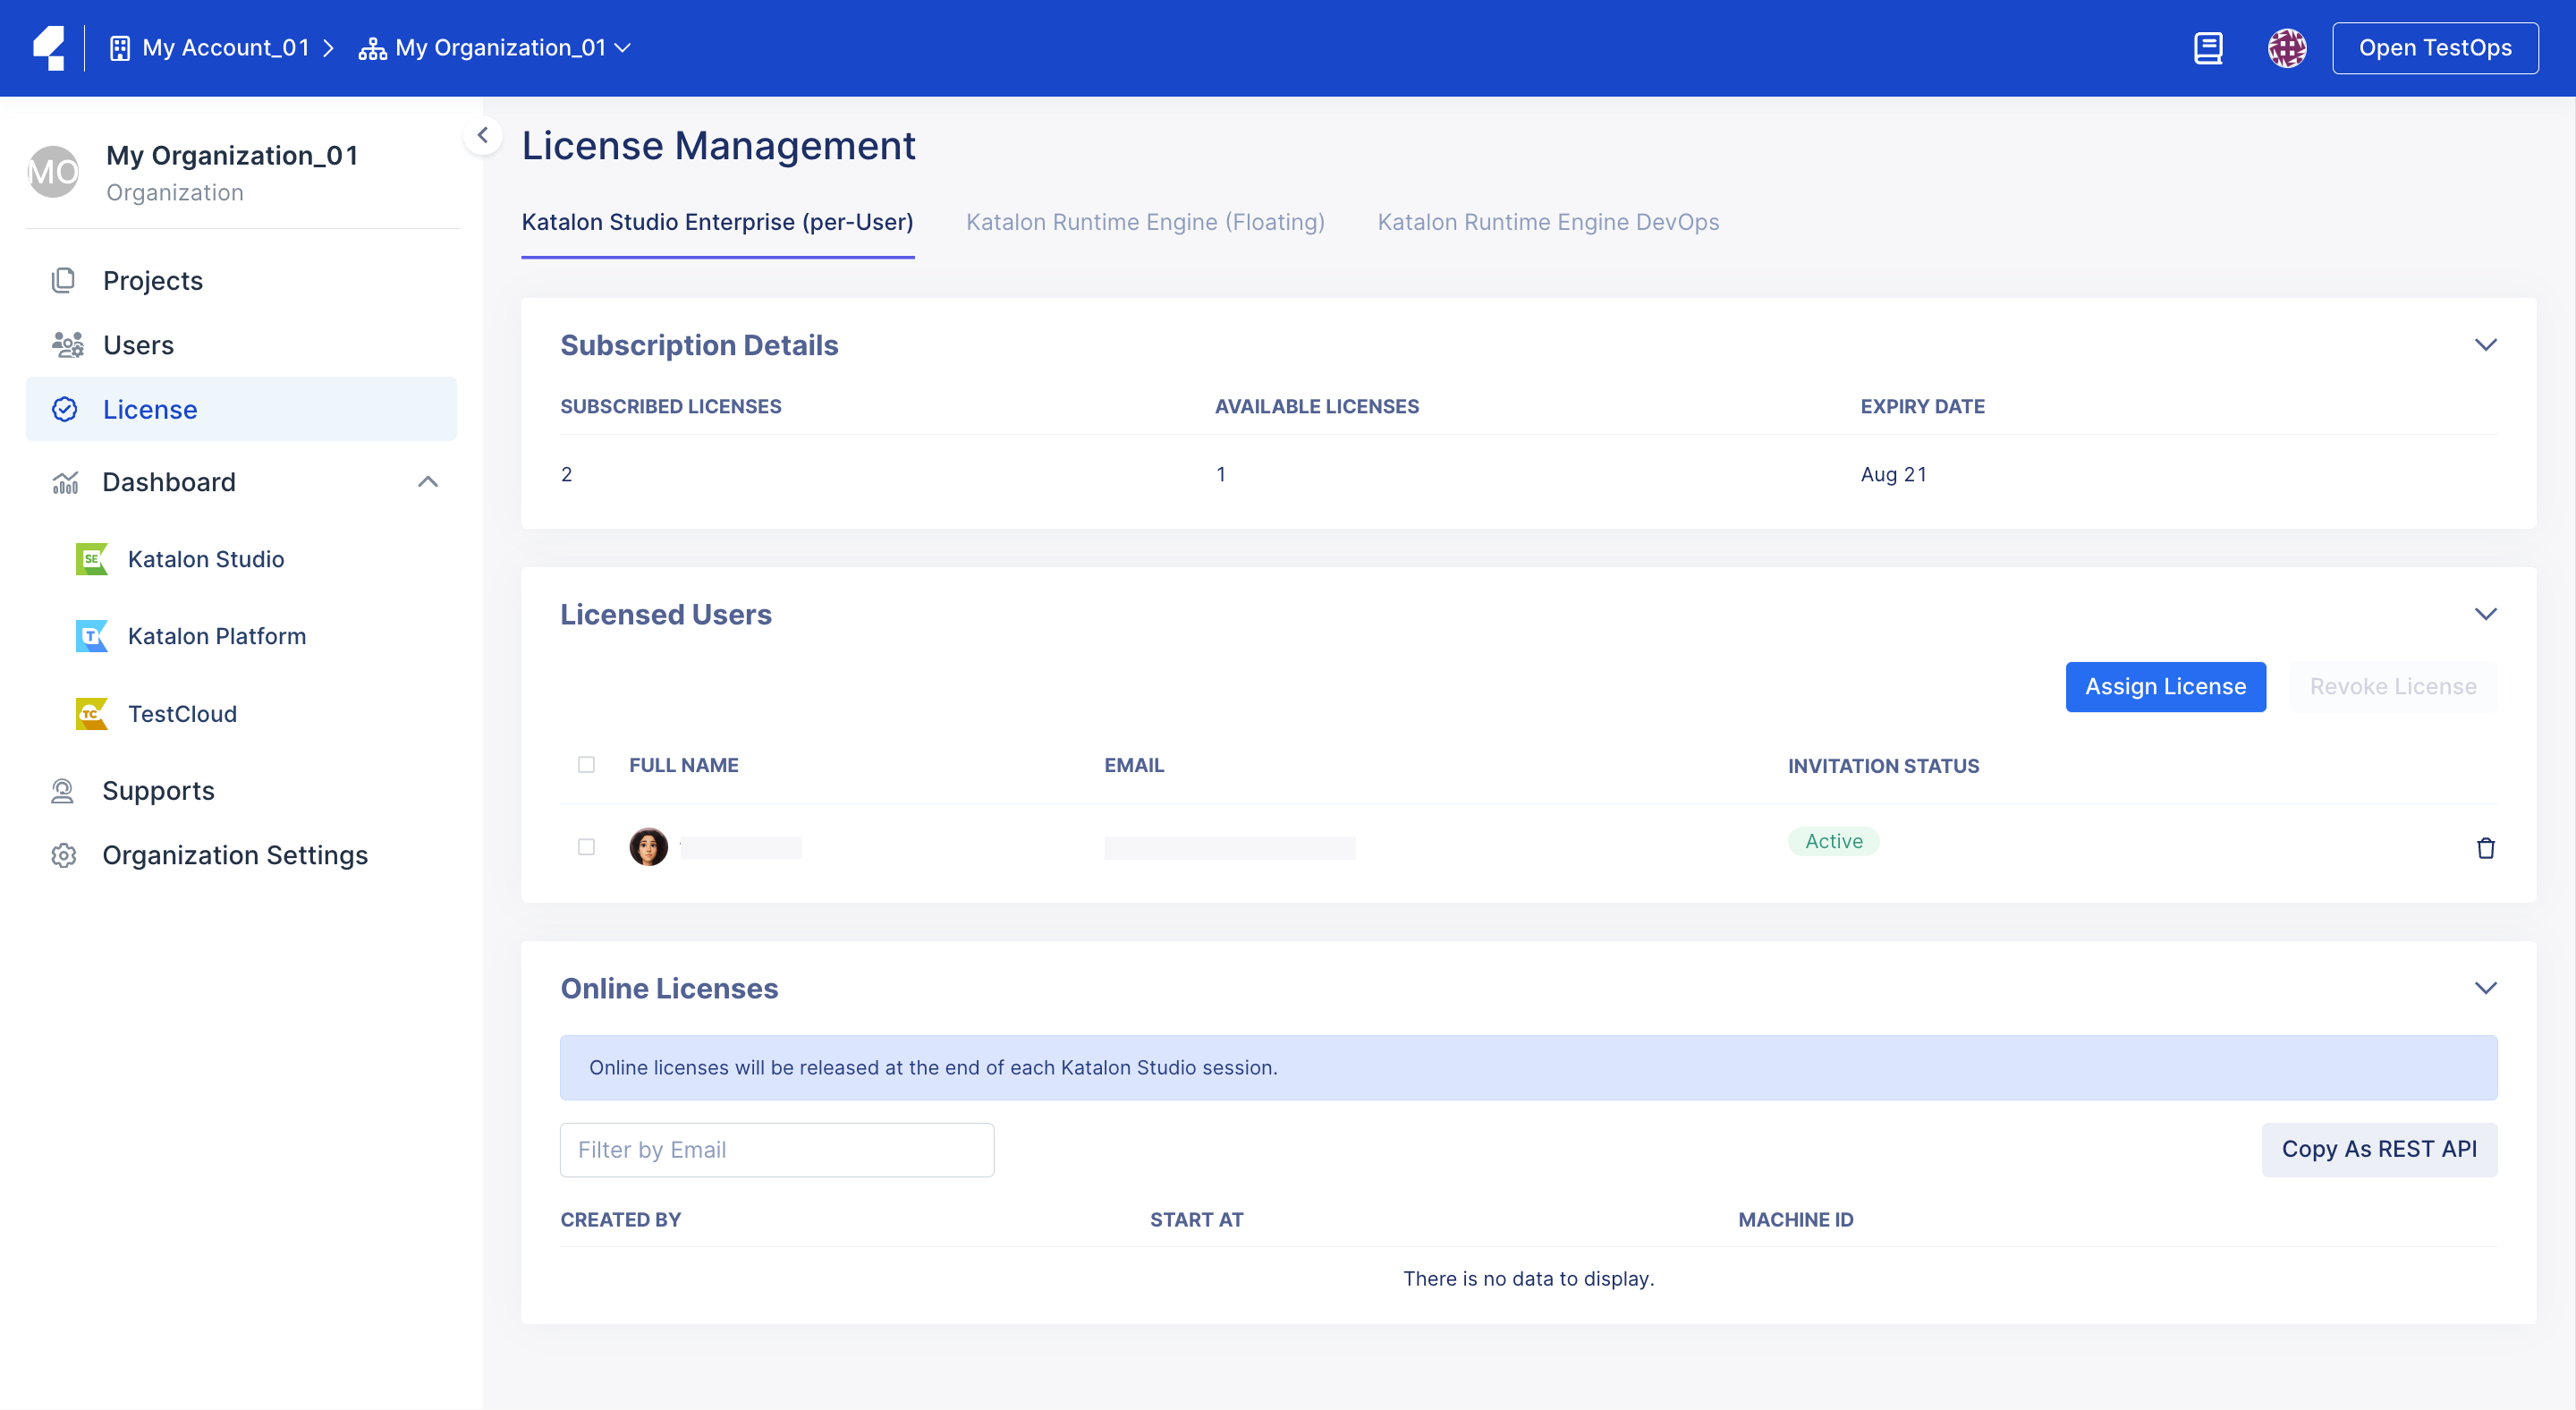 My Account_01
My Organization_01
Open TestOps
MO
My Organization_01
Organization
Projects
Users
License
Dashboard
SE
Katalon Studio
T
Katalon Platform
TC
TestCloud
Supports
Organization Settings
License Management
Katalon Studio Enterprise (per-User)
Katalon Runtime Engine (Floating)
Katalon Runtime Engine DevOps
Subscription Details
SUBSCRIBED LICENSES
AVAILABLE LICENSES
EXPIRY DATE
2
1
Aug 21
Licensed Users
Assign License
Revoke License
FULL NAME
EMAIL
INVITATION STATUS
Active
Online Licenses
Online licenses will be released at the end of each Katalon Studio session.
Filter by Email
Copy As REST API
CREATED BY
START AT
MACHINE ID
There is no data to display.